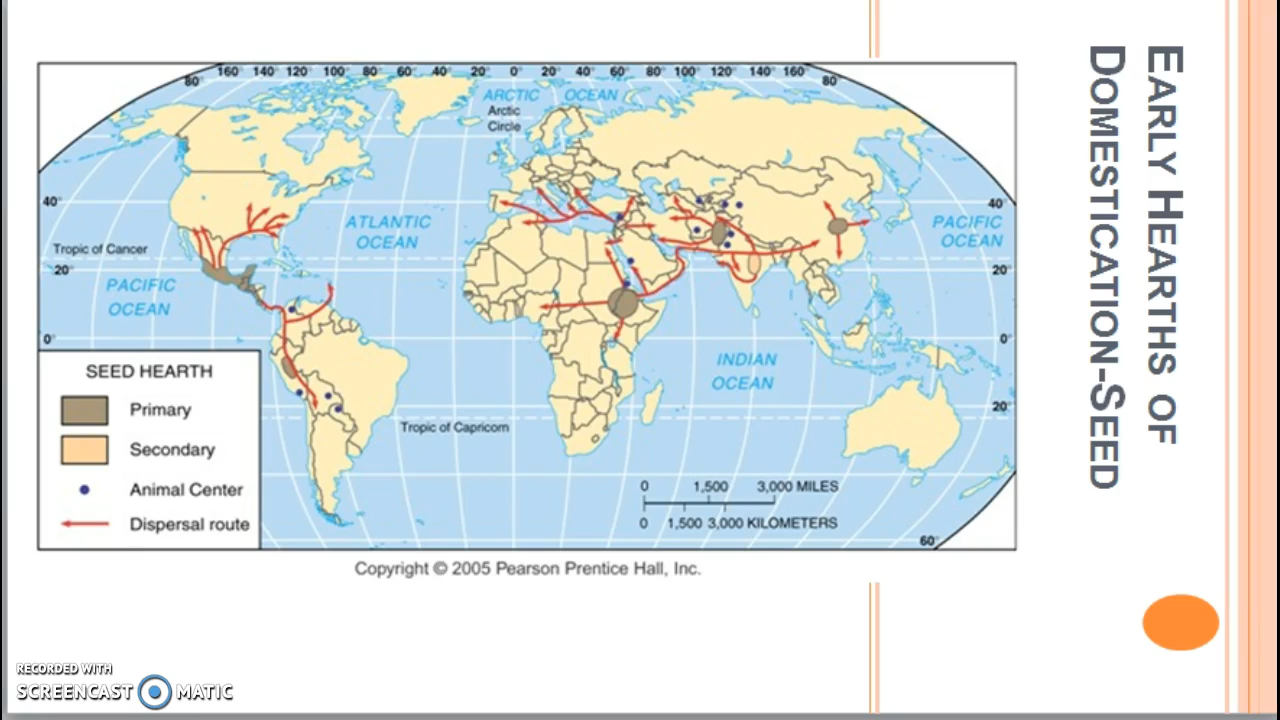 EARLY HEARTHS OF
DOMESTICATION-SEED
160° 140° 120° 100° 80° 60° 40° 20° 0° 20° 40° 60° 80° 100° 120° 140° 160°
80° 80°
ARCTIC OCEAN
Arctic
Circle
40° 40°
ATLANTIC
OCEAN
PACIFIC
OCEAN
Tropic of Cancer
20° 20°
PACIFIC
OCEAN
0° 0°
INDIAN
OCEAN
20°
Tropic of Capricorn
SEED HEARTH
Primary
Secondary
Animal Center
Dispersal route
0 1,500 3,000 MILES
0 1,500 3,000 KILOMETERS
60°
Copyright © 2005 Pearson Prentice Hall, Inc.
RECORDED WITH
SCREENCAST MATIC